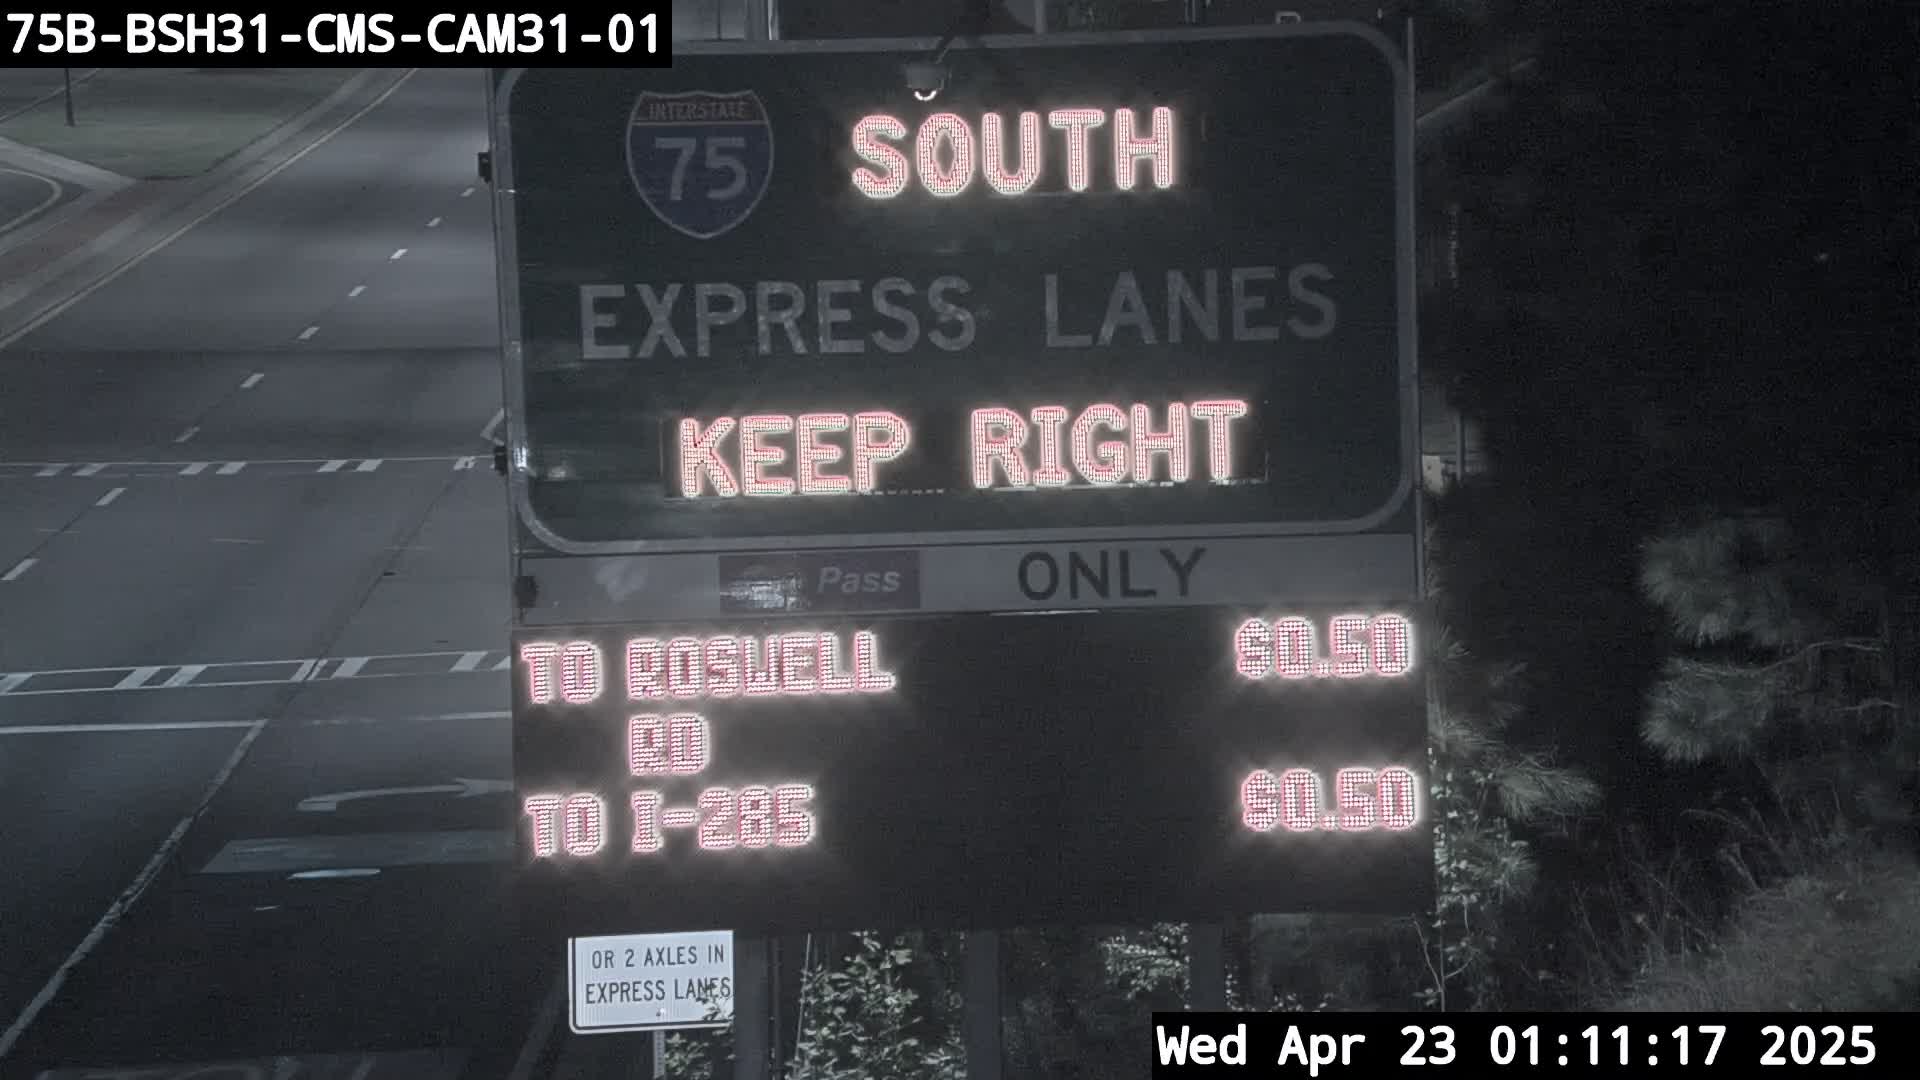 75B-BSH31-CMS-CAM31-01
INTERSTATE
75
SOUTH
EXPRESS LANES
KEEP RIGHT
Pass
ONLY
TO ROSWELL $0.50
RD
TO I-285 $0.50
OR 2 AXLES IN
EXPRESS LANES
Wed Apr 23 01:11:17 2025